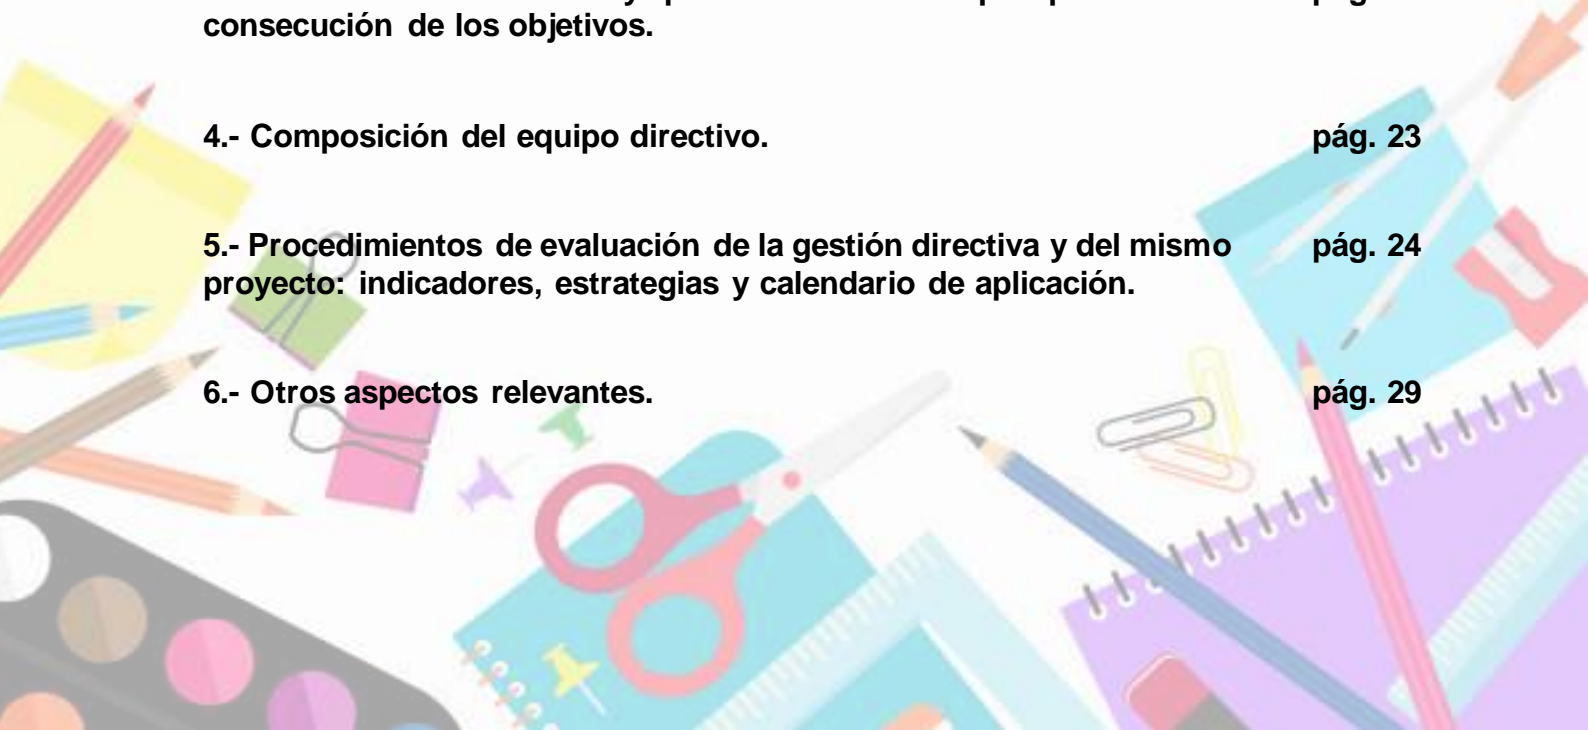 consecución de los objetivos.
4.- Composición del equipo directivo. pág. 23
5.- Procedimientos de evaluación de la gestión directiva y del mismo pág. 24
proyecto: indicadores, estrategias y calendario de aplicación.
6.- Otros aspectos relevantes. pág. 29